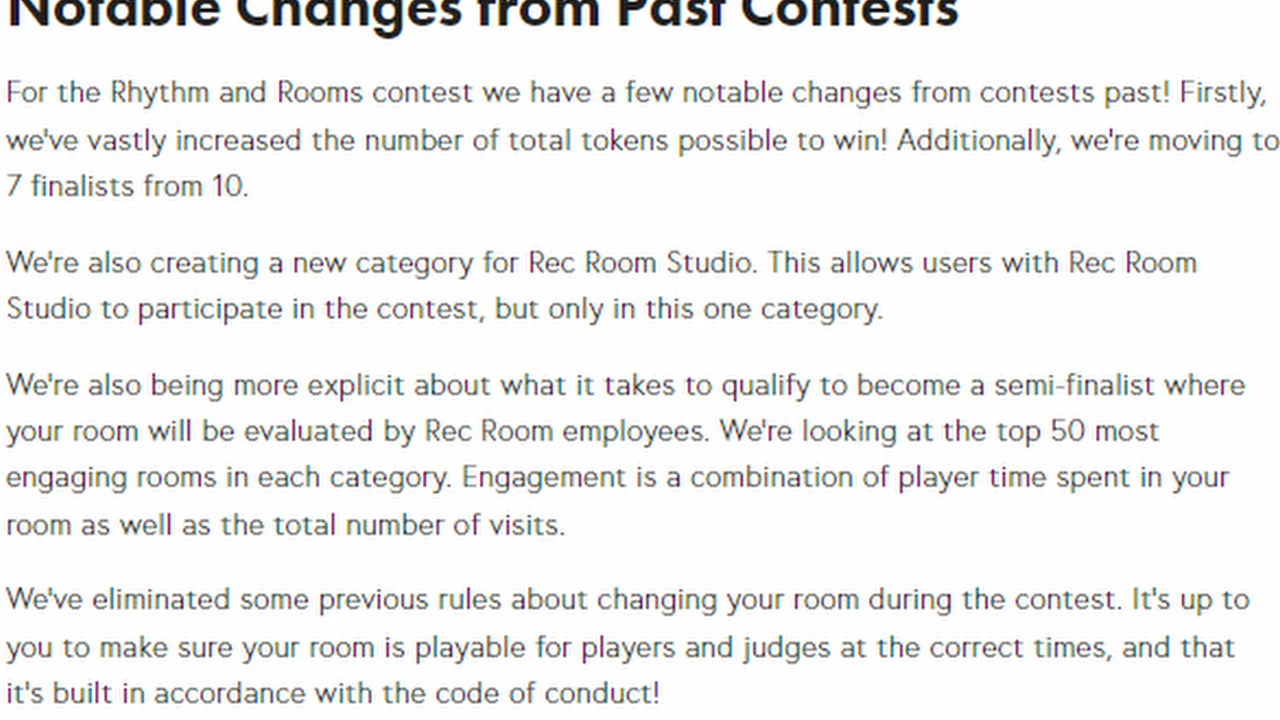 Notable Changes from Past Contests
For the Rhythm and Rooms contest we have a few notable changes from contests past! Firstly,
we've vastly increased the number of total tokens possible to win! Additionally, we're moving to
7 finalists from 10.
We're also creating a new category for Rec Room Studio. This allows users with Rec Room
Studio to participate in the contest, but only in this one category.
We're also being more explicit about what it takes to qualify to become a semi-finalist where
your room will be evaluated by Rec Room employees. We're looking at the top 50 most
engaging rooms in each category. Engagement is a combination of player time spent in your
room as well as the total number of visits.
We've eliminated some previous rules about changing your room during the contest. It's up to
you to make sure your room is playable for players and judges at the correct times, and that
it's built in accordance with the code of conduct!